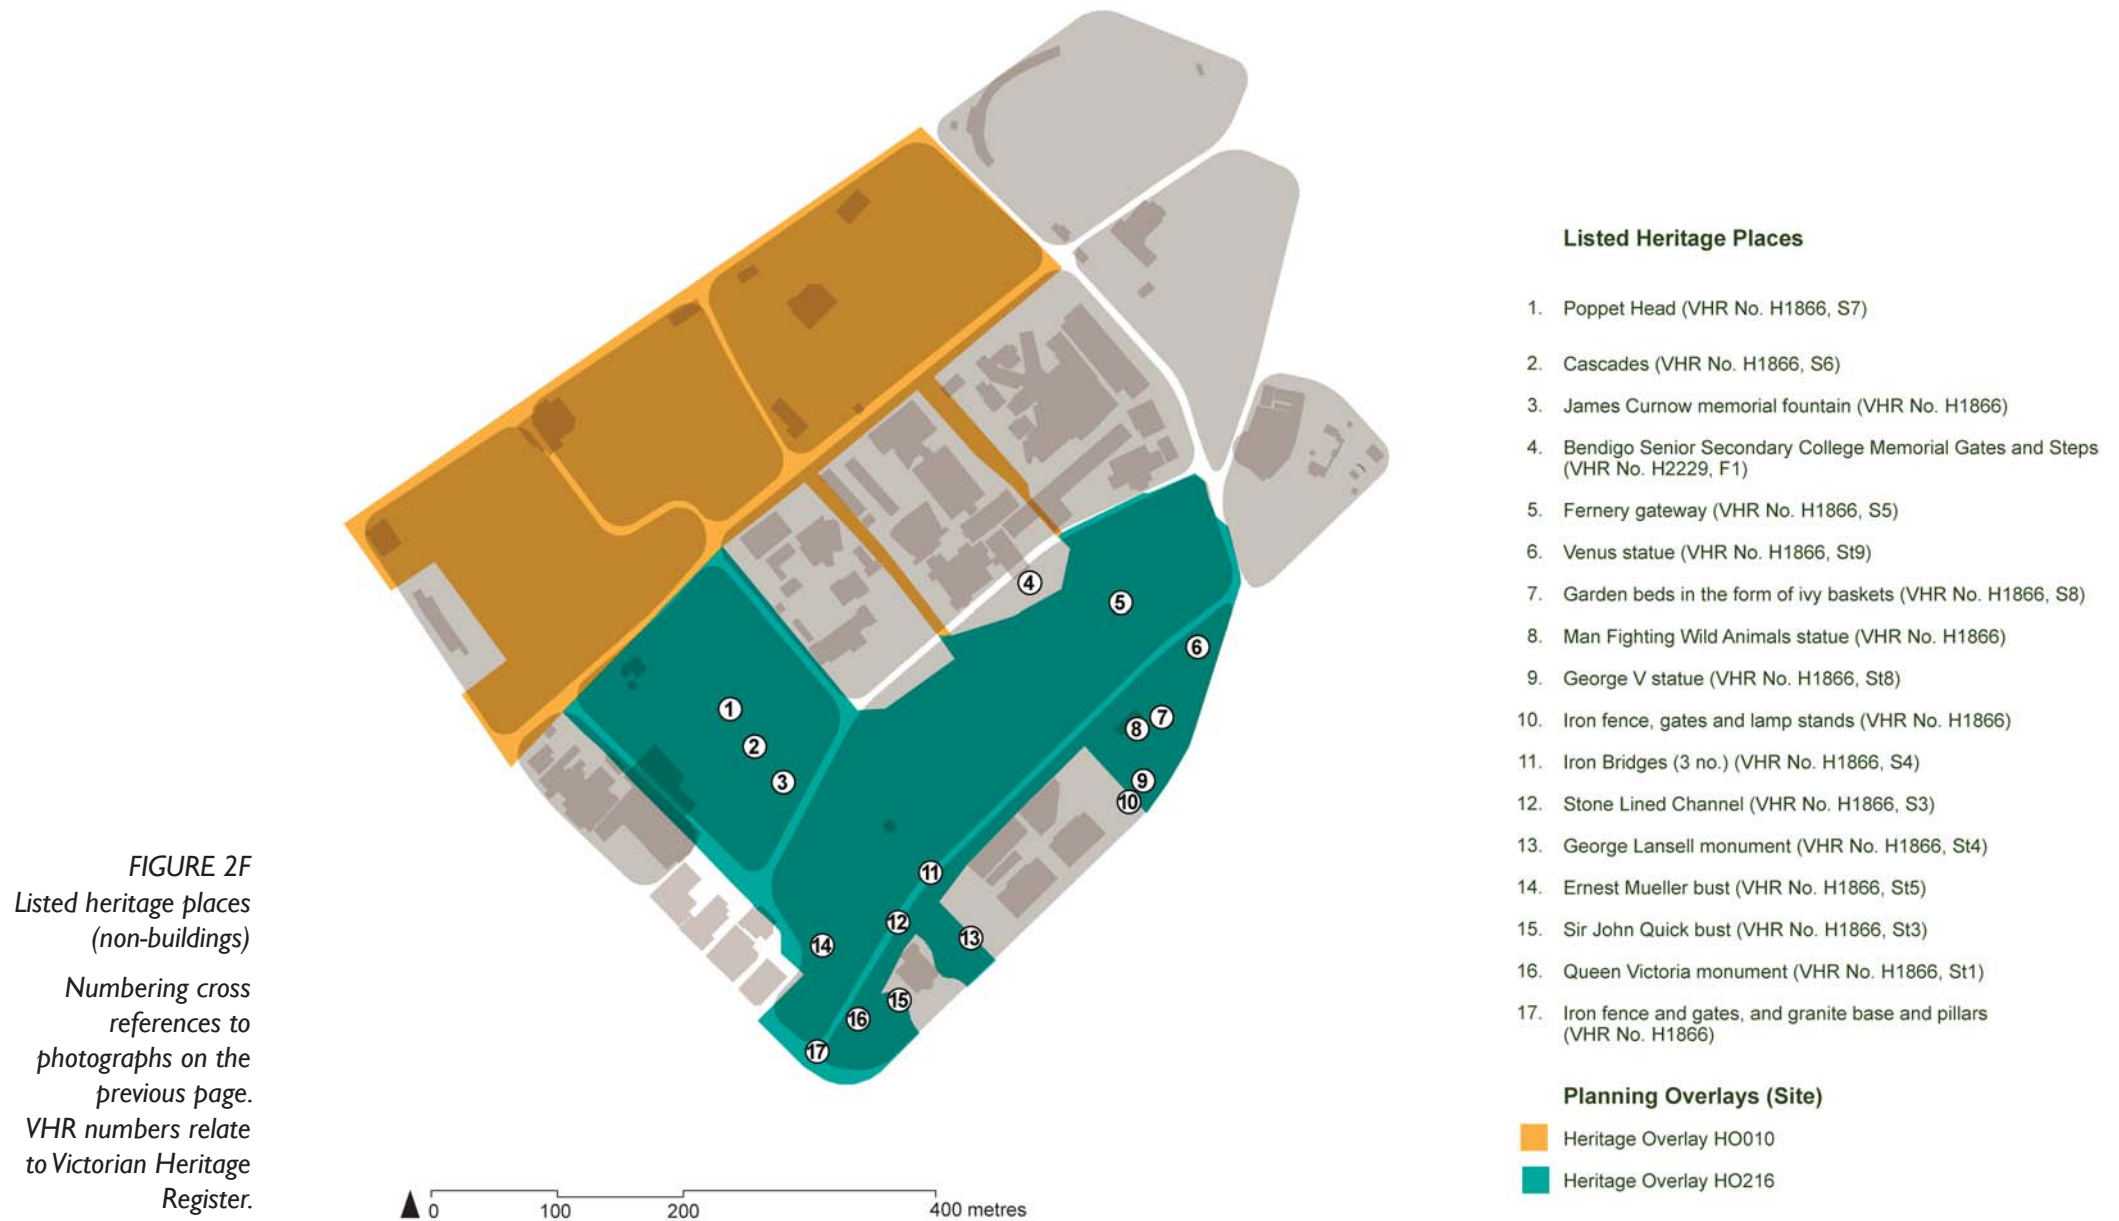 Listed Heritage Places
1. Poppet Head (VHR No. H1866, S7)
2. Cascades (VHR No. H1866, S6)
3. James Curnow memorial fountain (VHR No. H1866)
4. Bendigo Senior Secondary College Memorial Gates and Steps
(VHR No. H2229, F1)
5. Fernery gateway (VHR No. H1866, S5)
6. Venus statue (VHR No. H1866, St9)
7. Garden beds in the form of ivy baskets (VHR No. H1866, S8)
8. Man Fighting Wild Animals statue (VHR No. H1866)
9. George V statue (VHR No. H1866, St8)
10. Iron fence, gates and lamp stands (VHR No. H1866)
11. Iron Bridges (3 no.) (VHR No. H1866, S4)
12. Stone Lined Channel (VHR No. H1866, S3)
13. George Lansell monument (VHR No. H1866, St4)
14. Ernest Mueller bust (VHR No. H1866, St5)
15. Sir John Quick bust (VHR No. H1866, St3)
16. Queen Victoria monument (VHR No. H1866, St1)
17. Iron fence and gates, and granite base and pillars
(VHR No. H1866)
Planning Overlays (Site)
Heritage Overlay HO010
Heritage Overlay HO216
4
5
6
1
7
8
2
9
3
10
11
12
13
14
15
16
17
FIGURE 2F
Listed heritage places
(non-buildings)
Numbering cross
references to
photographs on the
previous page.
VHR numbers relate
to Victorian Heritage
Register.
0 100 200 400 metres